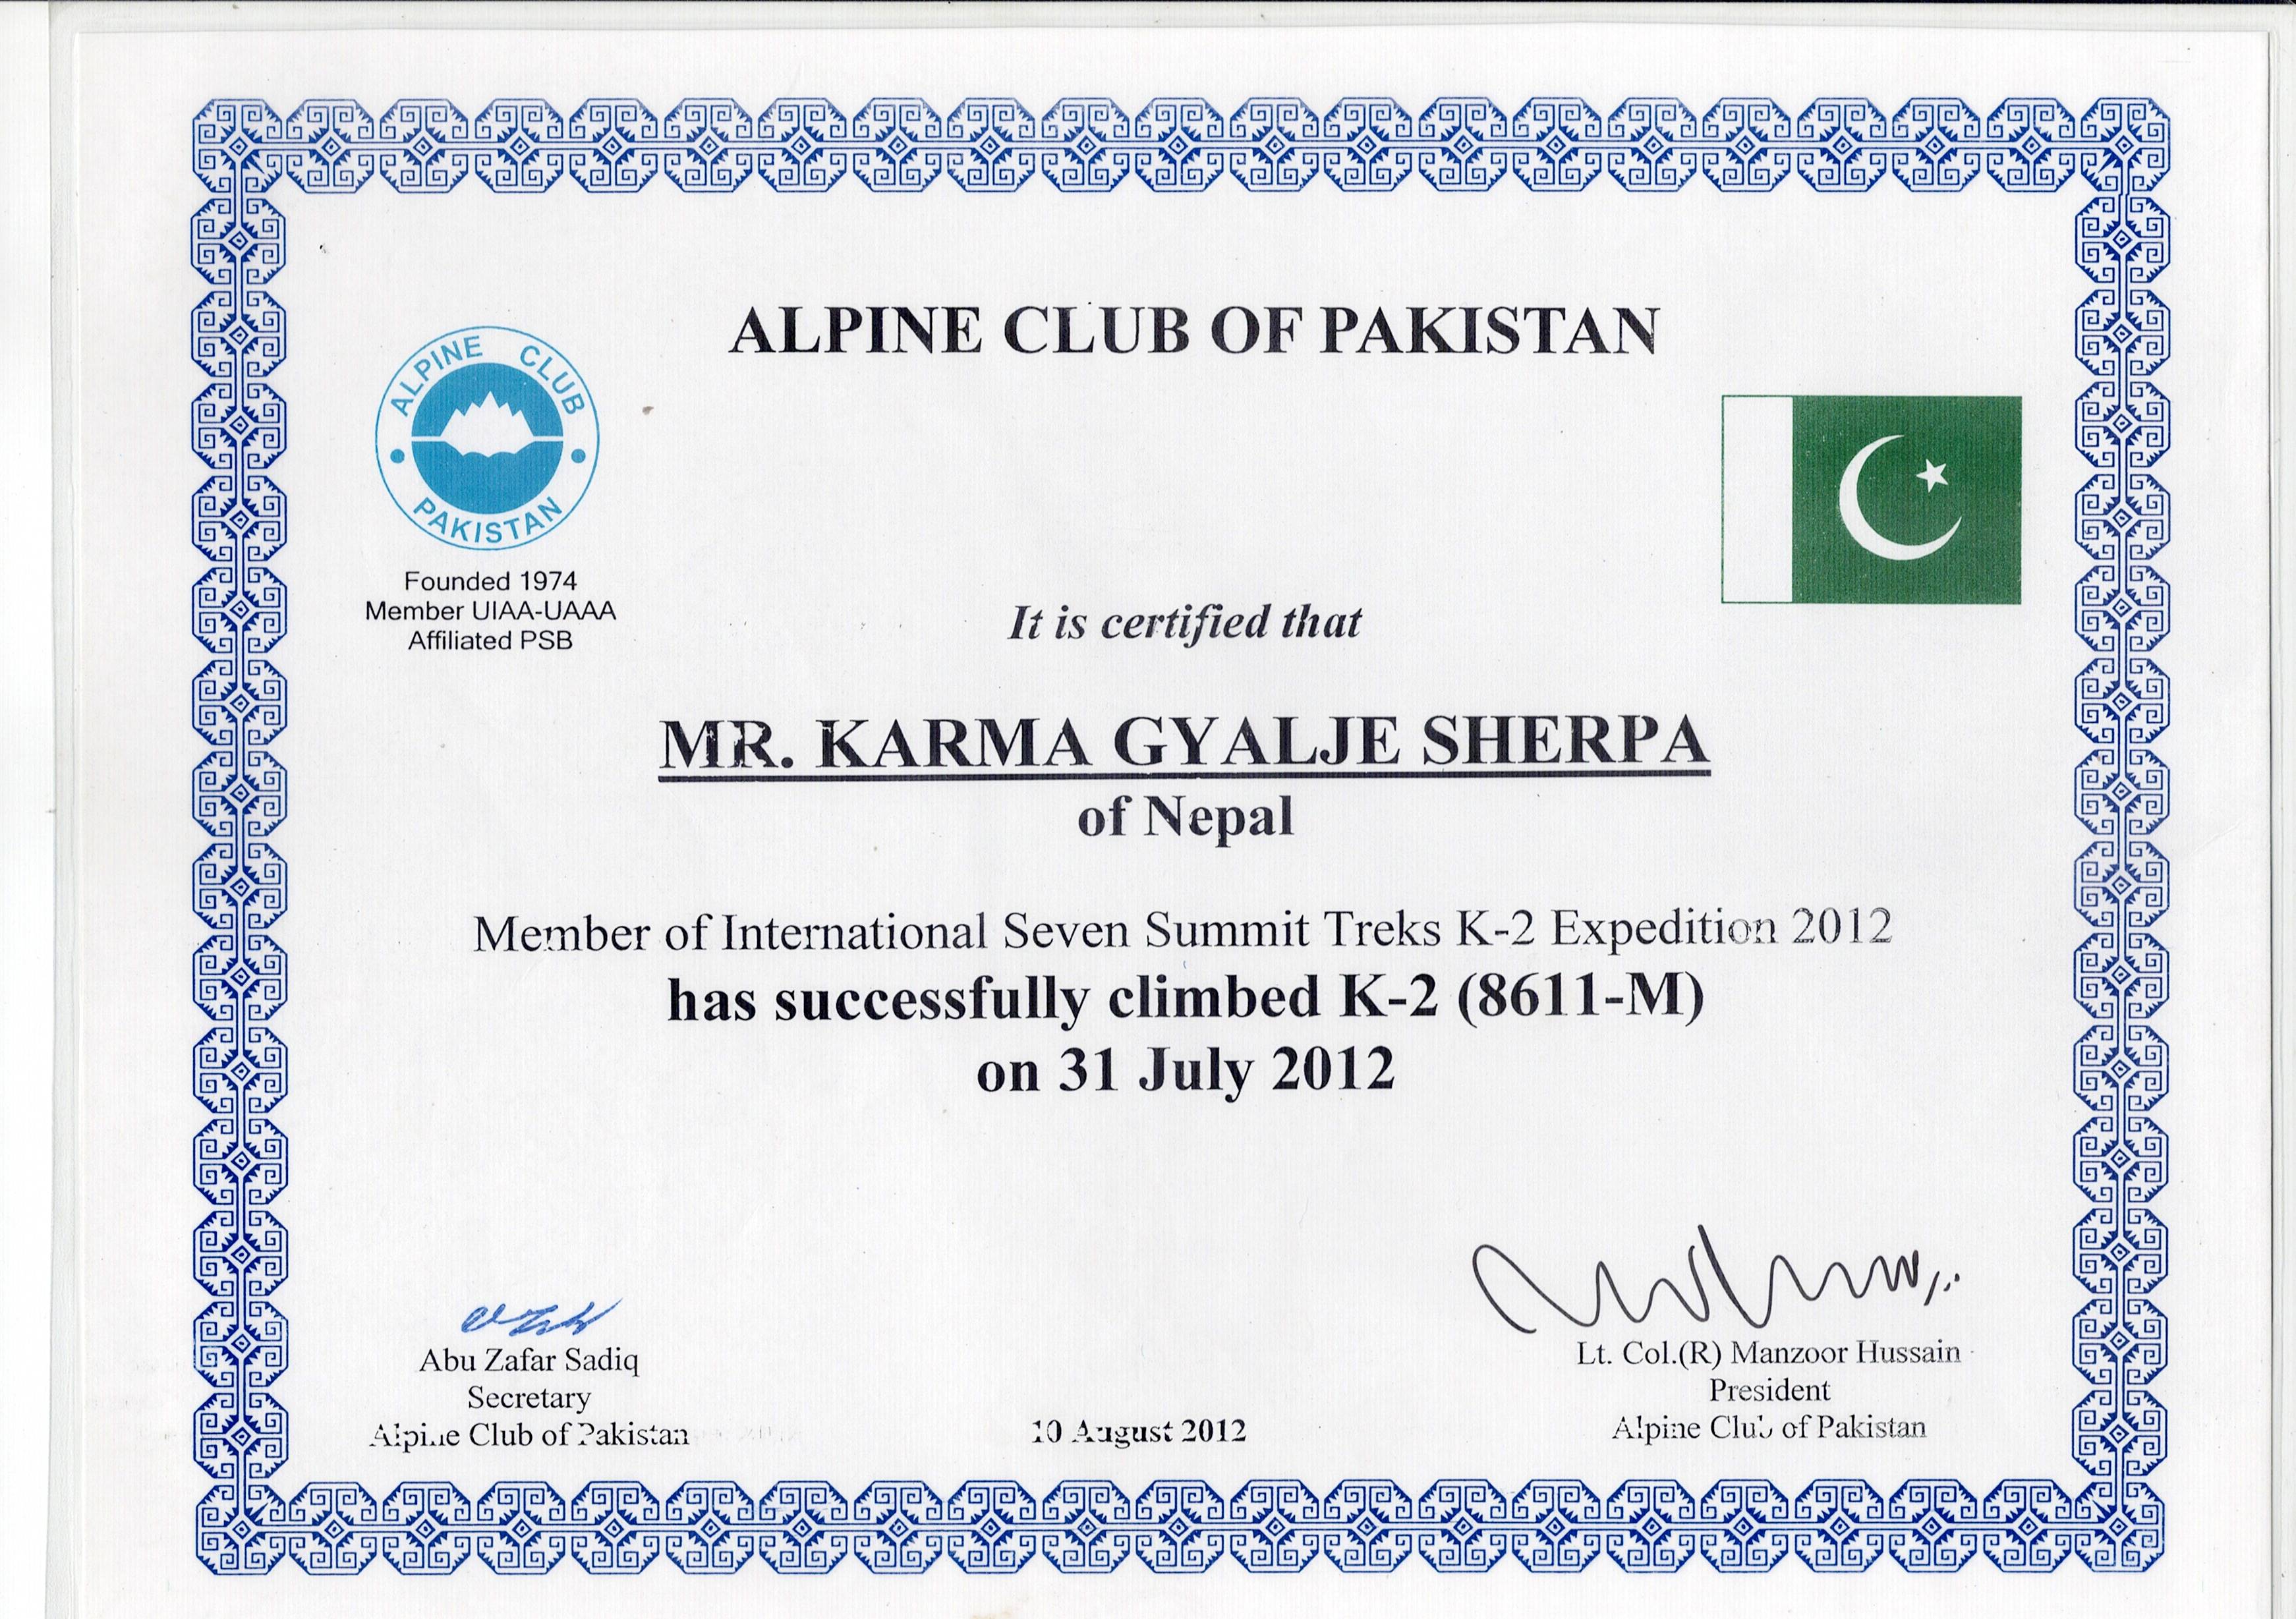 ALPINE CLUB OF PAKISTAN
ALPINE CLUB
PAKISTAN
Founded 1974
Member UIAA-UAAA
Affiliated PSB
It is certified that
MR. KARMA GYALJE SHERPA
of Nepal
Member of International Seven Summit Treks K-2 Expedition 2012
has successfully climbed K-2 (8611-M)
on 31 July 2012
Abu Zafar Sadiq
Secretary
Alpine Club of Pakistan
10 August 2012
Lt. Col.(R) Manzoor Hussain
President
Alpine Club of Pakistan